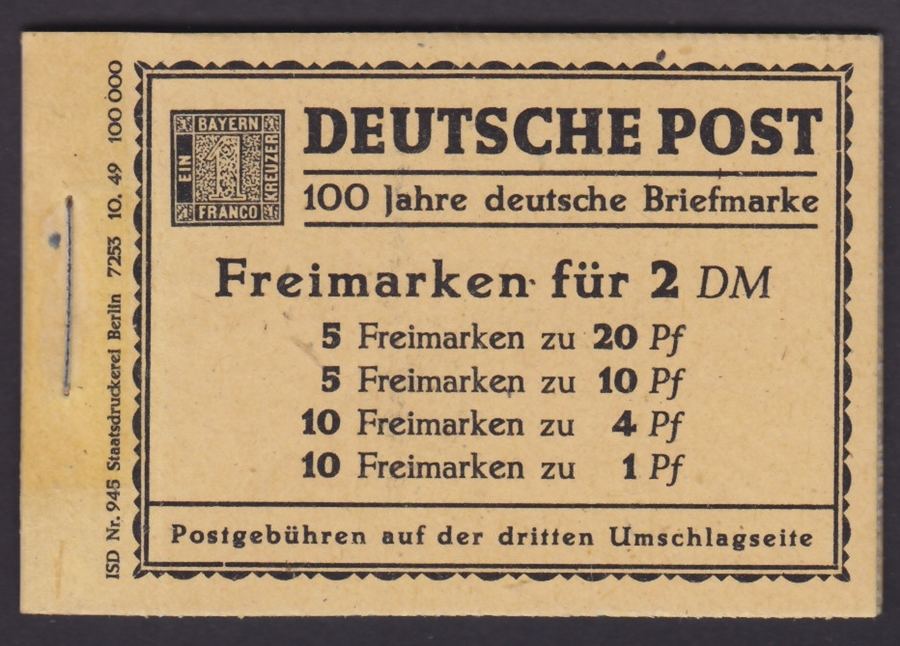 ISD Nr. 945 Staatsdruckerei Berlin 7253 10. 49 100 000
BAYERN
EIN
1
KREUZER
FRANCO
DEUTSCHE POST
100 Jahre deutsche Briefmarke
Freimarken für 2 DM
5 Freimarken zu 20 Pf
5 Freimarken zu 10 Pf
10 Freimarken zu 4 Pf
10 Freimarken zu 1 Pf
Postgebühren auf der dritten Umschlagseite